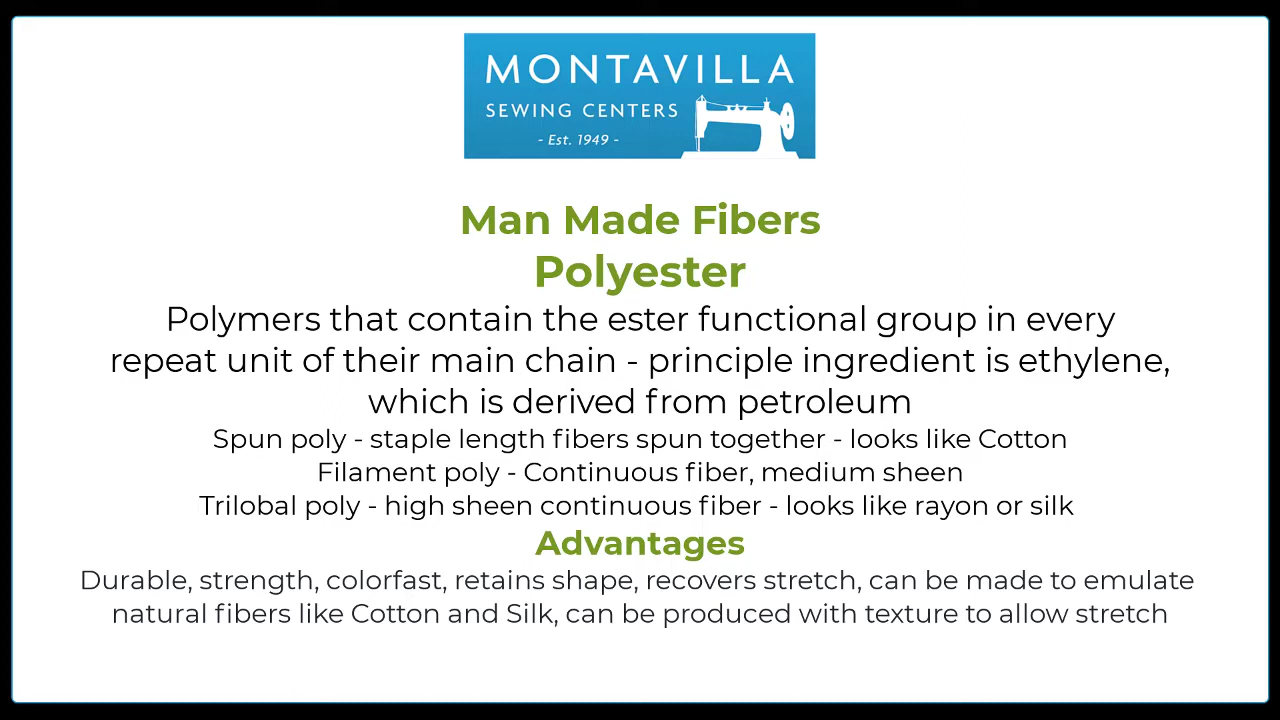 MONTAVILLA
SEWING CENTERS
- Est. 1949 -
Man Made Fibers
Polyester
Polymers that contain the ester functional group in every
repeat unit of their main chain - principle ingredient is ethylene,
which is derived from petroleum
Spun poly - staple length fibers spun together - looks like Cotton
Filament poly - Continuous fiber, medium sheen
Trilobal poly - high sheen continuous fiber - looks like rayon or silk
Advantages
Durable, strength, colorfast, retains shape, recovers stretch, can be made to emulate
natural fibers like Cotton and Silk, can be produced with texture to allow stretch